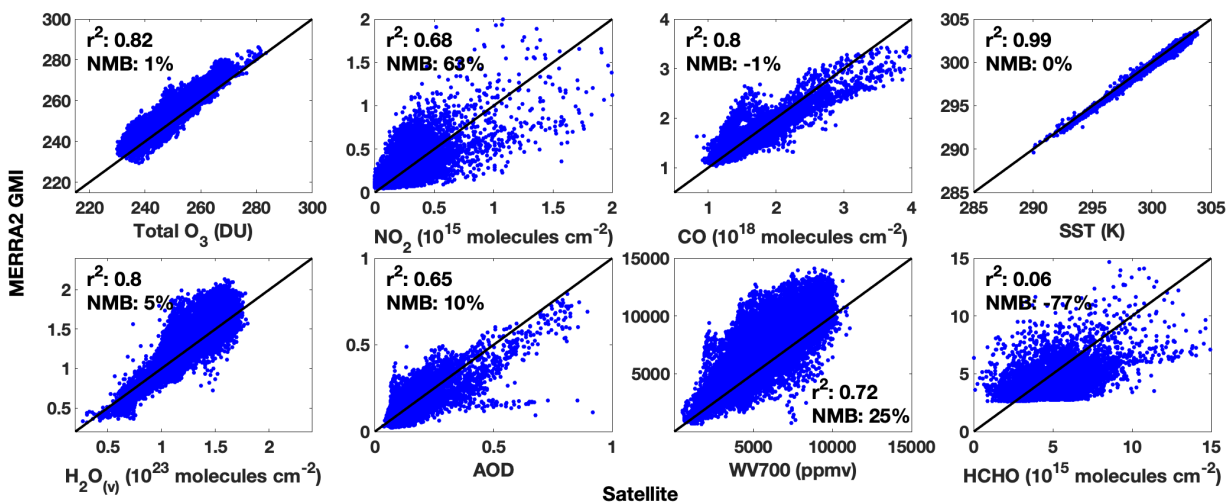 MERRA2 GMI
r²: 0.82
NMB: 1%
300
280
260
240
220
220 240 260 280 300
Total O₃ (DU)
r²: 0.68
NMB: 63%
2
1.5
1
0.5
0
0 0.5 1 1.5 2
NO₂ (10¹⁵ molecules cm⁻²)
r²: 0.8
NMB: -1%
4
3
2
1
1 2 3 4
CO (10¹⁸ molecules cm⁻²)
r²: 0.99
NMB: 0%
305
300
295
290
285
285 290 295 300 305
SST (K)
r²: 0.8
NMB: 5%
2
1.5
1
0.5
0.5 1 1.5 2
H₂O₍ᵥ₎ (10²³ molecules cm⁻²)
r²: 0.65
NMB: 10%
1
0.5
0
0 0.5 1
AOD
15000
10000
5000
r²: 0.72
NMB: 25%
5000 10000 15000
WV700 (ppmv)
r²: 0.06
NMB: -77%
15
10
5
0
0 5 10 15
HCHO (10¹⁵ molecules cm⁻²)
Satellite